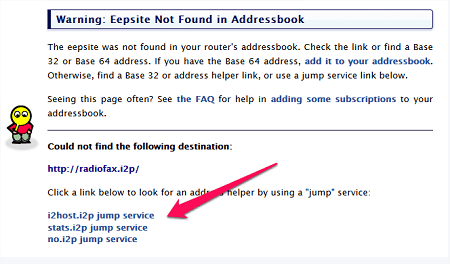 Warning: Eepsite Not Found in Addressbook
The eepsite was not found in your router's addressbook. Check the link or find a Base
32 or Base 64 address. If you have the Base 64 address, add it to your addressbook.
Otherwise, find a Base 32 or address helper link, or use a jump service link below.
Seeing this page often? See the FAQ for help in adding some subscriptions to your
addressbook.
Could not find the following destination:
http://radiofax.i2p/
Click a link below to look for an address helper by using a "jump" service:
i2host.i2p jump service
stats.i2p jump service
no.i2p jump service